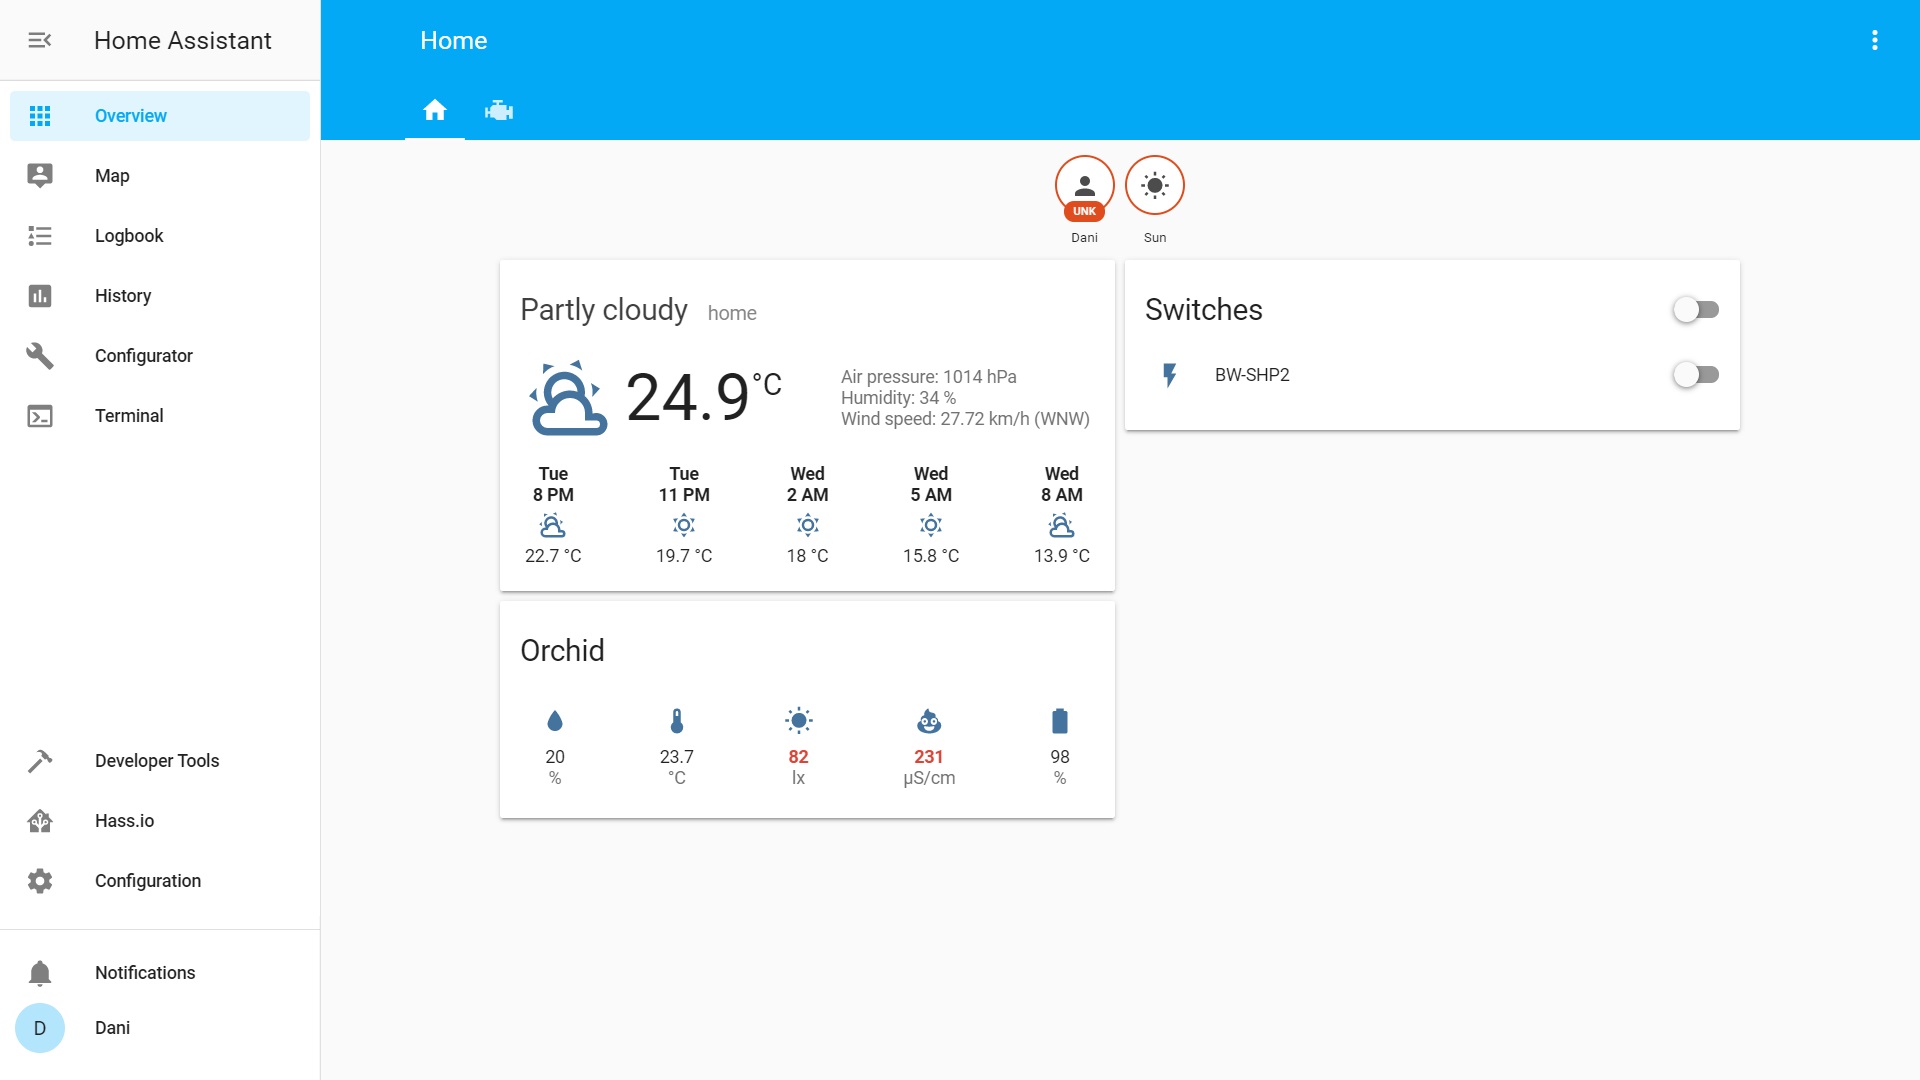 Home Assistant
Overview
Map
Logbook
History
Configurator
Terminal
Developer Tools
Hass.io
Configuration
Notifications
D
Dani
Home
UNK
Dani
Sun
Partly cloudy home
24.9 °C
Air pressure: 1014 hPa
Humidity: 34 %
Wind speed: 27.72 km/h (WNW)
Tue Tue Wed Wed Wed
8 PM 11 PM 2 AM 5 AM 8 AM
22.7 °C 19.7 °C 18 °C 15.8 °C 13.9 °C
Orchid
20 23.7 82 231 98
% °C lx µS/cm %
Switches
BW-SHP2